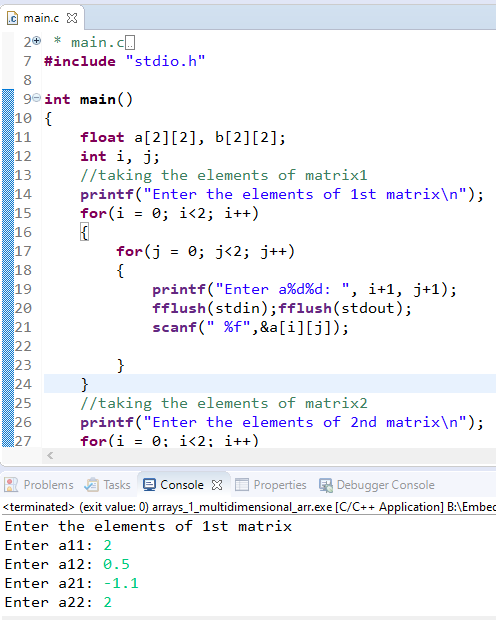 main.c
2 * main.c
7 #include "stdio.h"
8
9 int main()
10 {
11 float a[2][2], b[2][2];
12 int i, j;
13 //taking the elements of matrix1
14 printf("Enter the elements of 1st matrix\n");
15 for(i = 0; i<2; i++)
16 {
17 for(j = 0; j<2; j++)
18 {
19 printf("Enter a%d%d: ", i+1, j+1);
20 fflush(stdin);fflush(stdout);
21 scanf(" %f",&a[i][j]);
22
23 }
24 }
25 //taking the elements of matrix2
26 printf("Enter the elements of 2nd matrix\n");
27 for(i = 0; i<2; i++)
Problems Tasks Console Properties Debugger Console
<terminated> (exit value: 0) arrays_1_multidimensional_arr.exe [C/C++ Application] B:\Embed
Enter the elements of 1st matrix
Enter a11: 2
Enter a12: 0.5
Enter a21: -1.1
Enter a22: 2